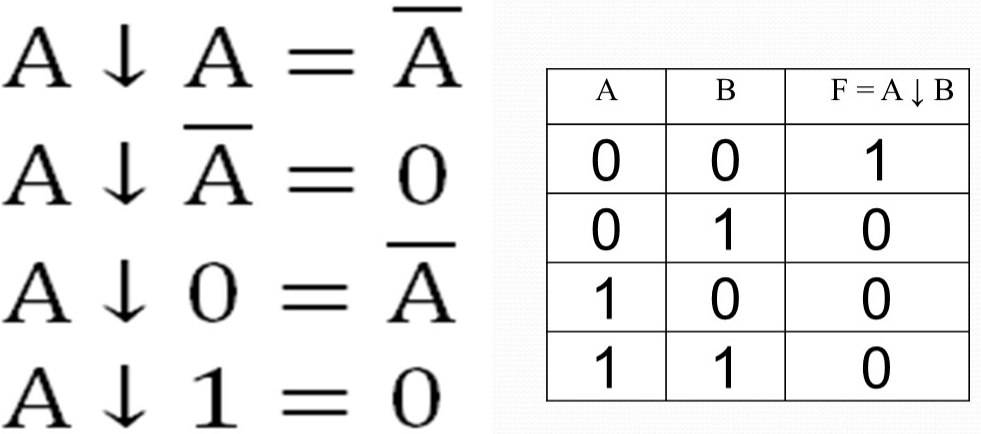 A ↓ A = A̅
A ↓ A̅ = 0
A ↓ 0 = A̅
A ↓ 1 = 0
A B F = A ↓ B
0 0 1
0 1 0
1 0 0
1 1 0